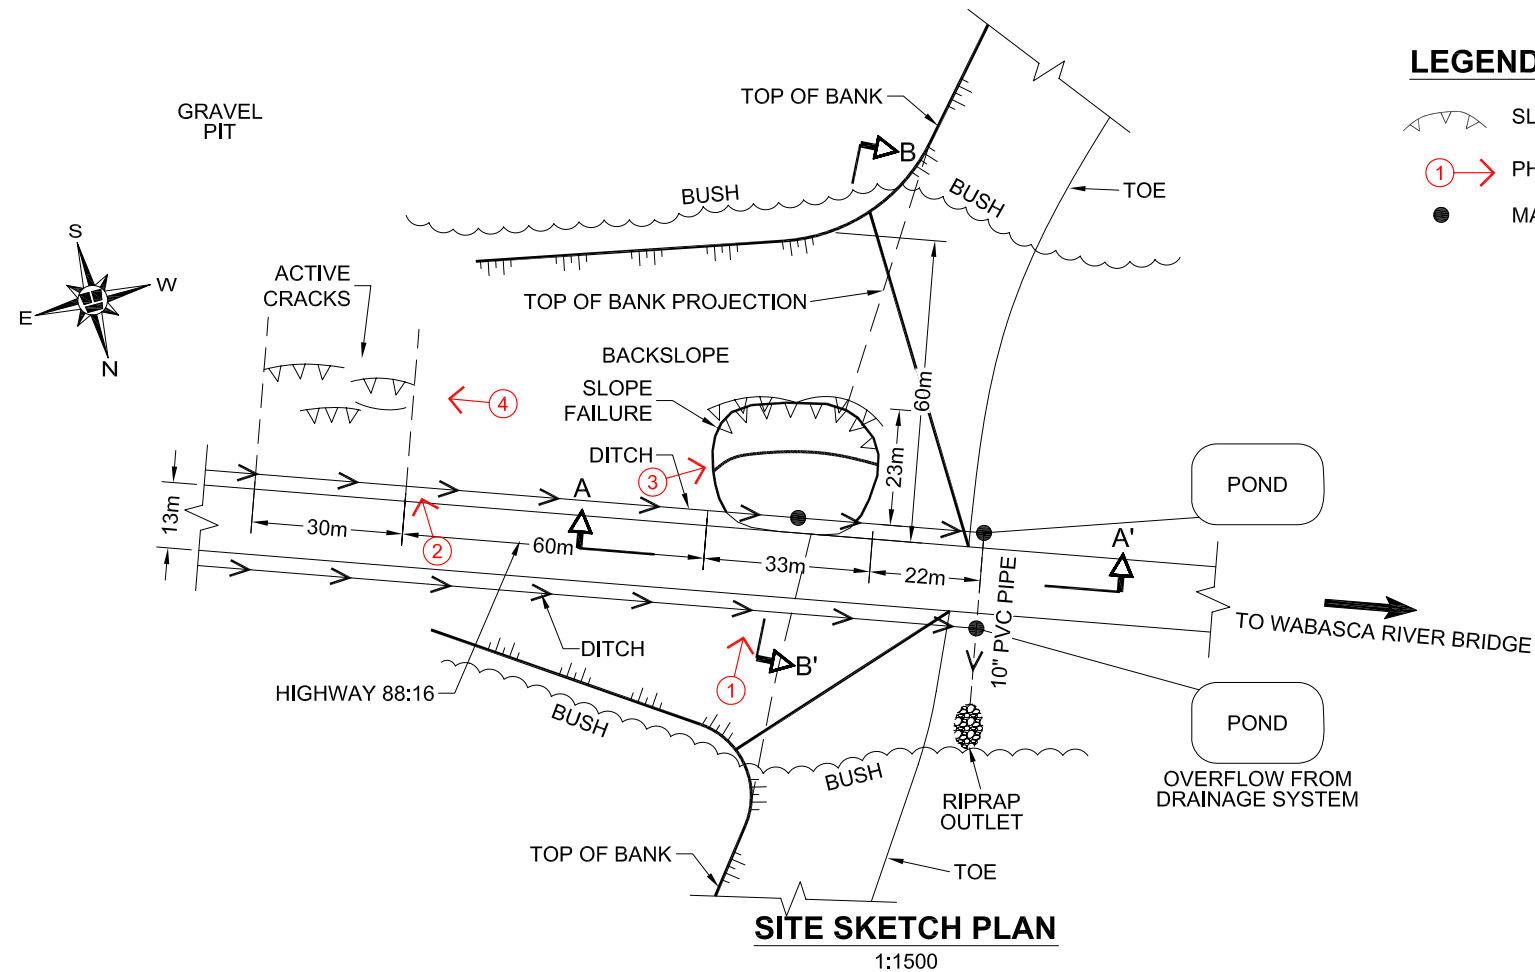 LEGEND
GRAVEL
PIT
TOP OF BANK
B
BUSH
BUSH
TOE
1
S
W
E
N
ACTIVE
CRACKS
TOP OF BANK PROJECTION
BACKSLOPE
SLOPE
FAILURE
60m
4
23m
DITCH
3
A
POND
13m
30m
2
60m
33m
22m
A'
10" PVC PIPE
TO WABASCA RIVER BRIDGE
DITCH
B'
1
HIGHWAY 88:16
BUSH
POND
BUSH
OVERFLOW FROM
DRAINAGE SYSTEM
RIPRAP
OUTLET
TOP OF BANK
TOE
SITE SKETCH PLAN
1:1500